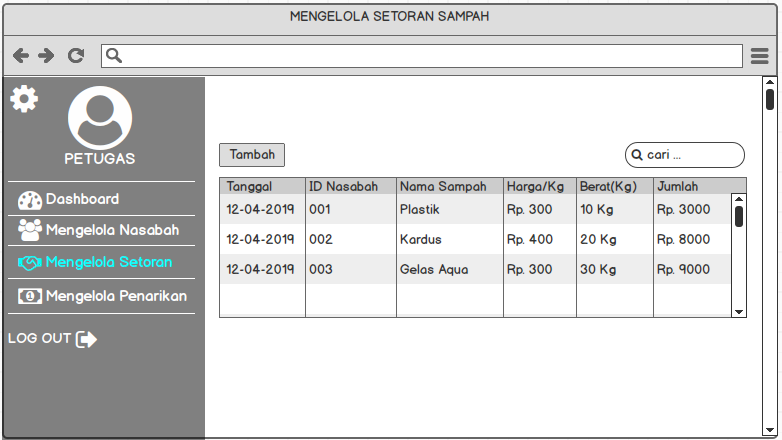 MENGELOLA SETORAN SAMPAH
PETUGAS
Dashboard
Mengelola Nasabah
Mengelola Setoran
Mengelola Penarikan
LOG OUT
Tambah
cari ...
Tanggal ID Nasabah Nama Sampah Harga/Kg Berat(Kg) Jumlah
12-04-2019 001 Plastik Rp. 300 10 Kg Rp. 3000
12-04-2019 002 Kardus Rp. 400 20 Kg Rp. 8000
12-04-2019 003 Gelas Aqua Rp. 300 30 Kg Rp. 9000